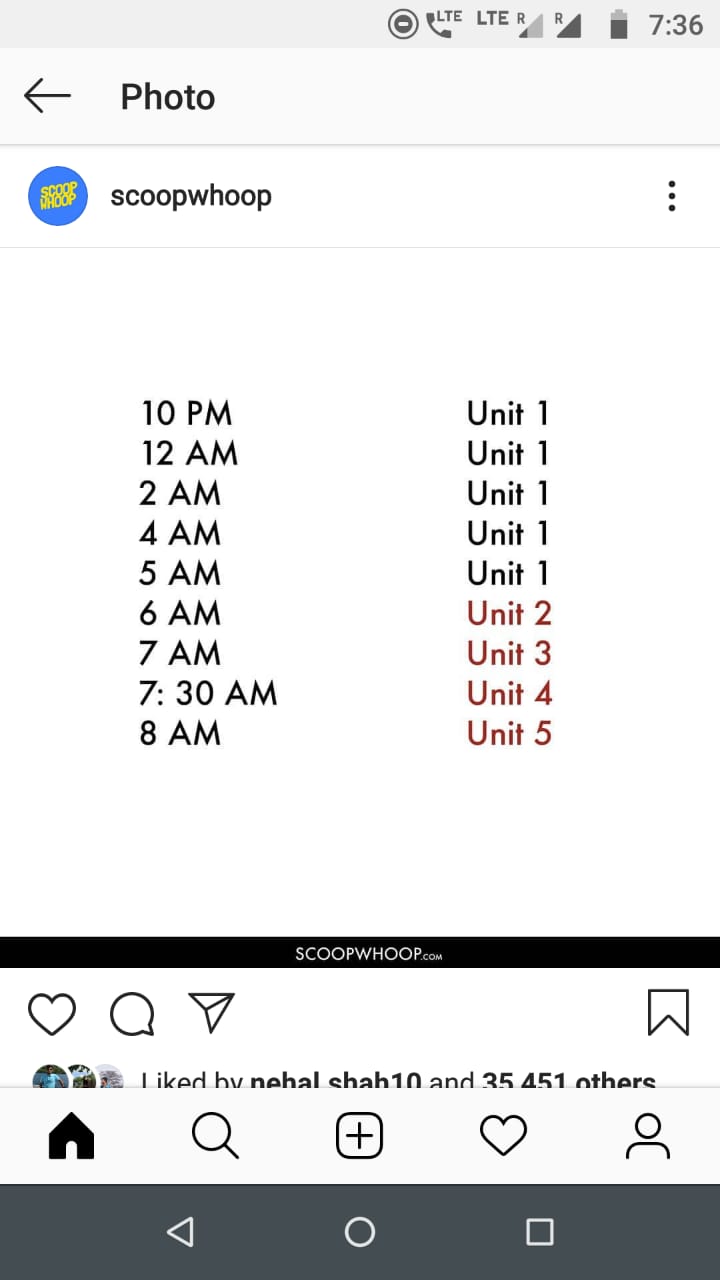 LTE LTE R R 7:36
Photo
SCOOP WHOOP scoopwhoop
10 PM Unit 1
12 AM Unit 1
2 AM Unit 1
4 AM Unit 1
5 AM Unit 1
6 AM Unit 2
7 AM Unit 3
7: 30 AM Unit 4
8 AM Unit 5
SCOOPWHOOP.COM
Liked by nehal shah10 and 35,451 others